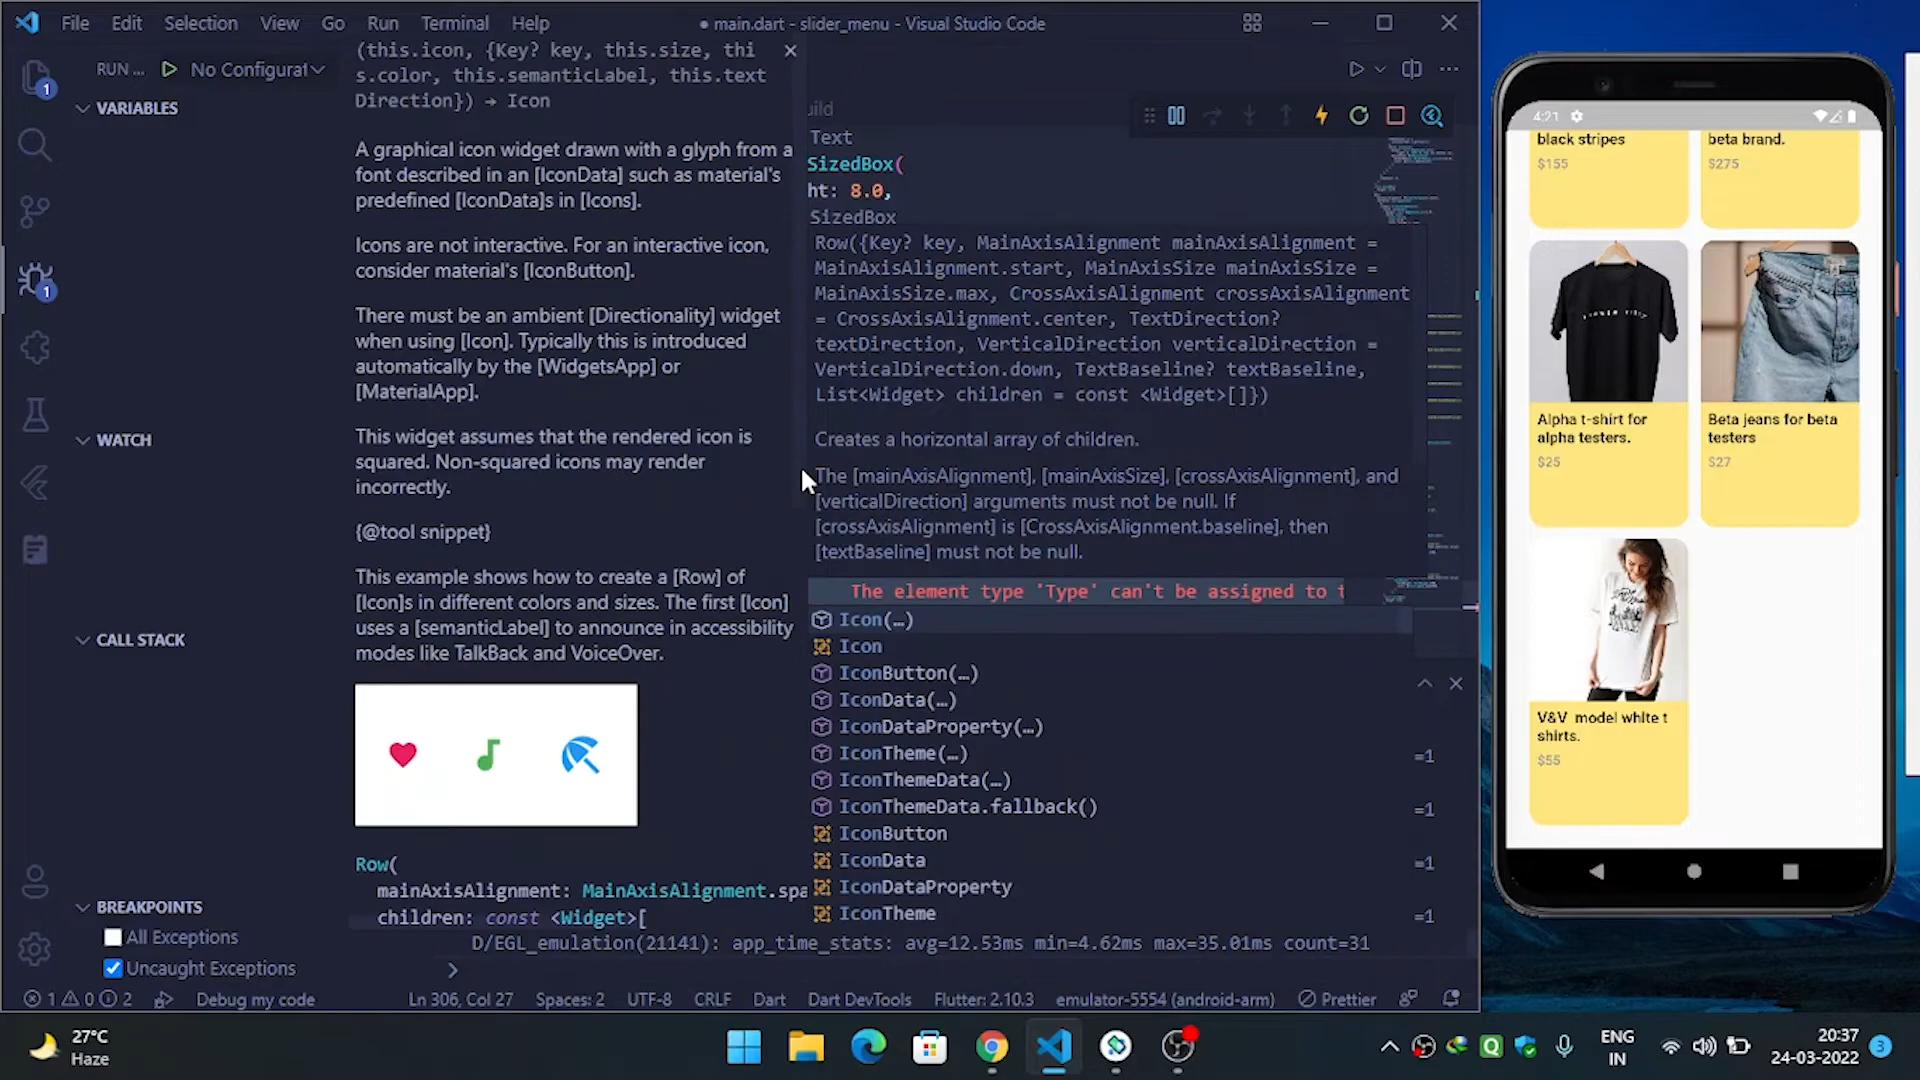 File Edit Selection View Go Run Terminal Help
● main.dart - slider_menu - Visual Studio Code
RUN ... No Configurat
1
VARIABLES
WATCH
1
CALL STACK
BREAKPOINTS
All Exceptions
Uncaught Exceptions
(this.icon, {Key? key, this.size, thi
s.color, this.semanticLabel, this.text
Direction}) → Icon
A graphical icon widget drawn with a glyph from a
font described in an [IconData] such as material's
predefined [IconData]s in [Icons].
Icons are not interactive. For an interactive icon,
consider material's [IconButton].
There must be an ambient [Directionality] widget
when using [Icon]. Typically this is introduced
automatically by the [WidgetsApp] or
[MaterialApp].
This widget assumes that the rendered icon is
squared. Non-squared icons may render
incorrectly.
{@tool snippet}
This example shows how to create a [Row] of
[Icon]s in different colors and sizes. The first [Icon]
uses a [semanticLabel] to announce in accessibility
modes like TalkBack and VoiceOver.
Row(
mainAxisAlignment: MainAxisAlignment.spa
children: const <Widget>[
uild
Text
SizedBox(
ht: 8.0,
SizedBox
Row({Key? key, MainAxisAlignment mainAxisAlignment =
MainAxisAlignment.start, MainAxisSize mainAxisSize =
MainAxisSize.max, CrossAxisAlignment crossAxisAlignment
= CrossAxisAlignment.center, TextDirection?
textDirection, VerticalDirection verticalDirection =
VerticalDirection.down, TextBaseline? textBaseline,
List<Widget> children = const <Widget>[]})
Creates a horizontal array of children.
The [mainAxisAlignment], [mainAxisSize], [crossAxisAlignment], and
[verticalDirection] arguments must not be null. If
[crossAxisAlignment] is [CrossAxisAlignment.baseline], then
[textBaseline] must not be null.
The element type 'Type' can't be assigned to t
Icon(…)
Icon
IconButton(…)
IconData(…)
IconDataProperty(…)
IconTheme(…)
=1
IconThemeData(…)
IconThemeData.fallback()
=1
IconButton
IconData
=1
IconDataProperty
IconTheme
=1
D/EGL_emulation(21141): app_time_stats: avg=12.53ms min=4.62ms max=35.01ms count=31
1 0 2 Debug my code Ln 306, Col 27 Spaces: 2 UTF-8 CRLF Dart Dart DevTools Flutter: 2.10.3 emulator-5554 (android-arm) Prettier
4:21
black stripes
$155
beta brand.
$275
Alpha t-shirt for
alpha testers.
$25
Beta jeans for beta
testers
$27
V&V model white t
shirts.
$55
27°C
Haze
ENG
IN
20:37
24-03-2022
3